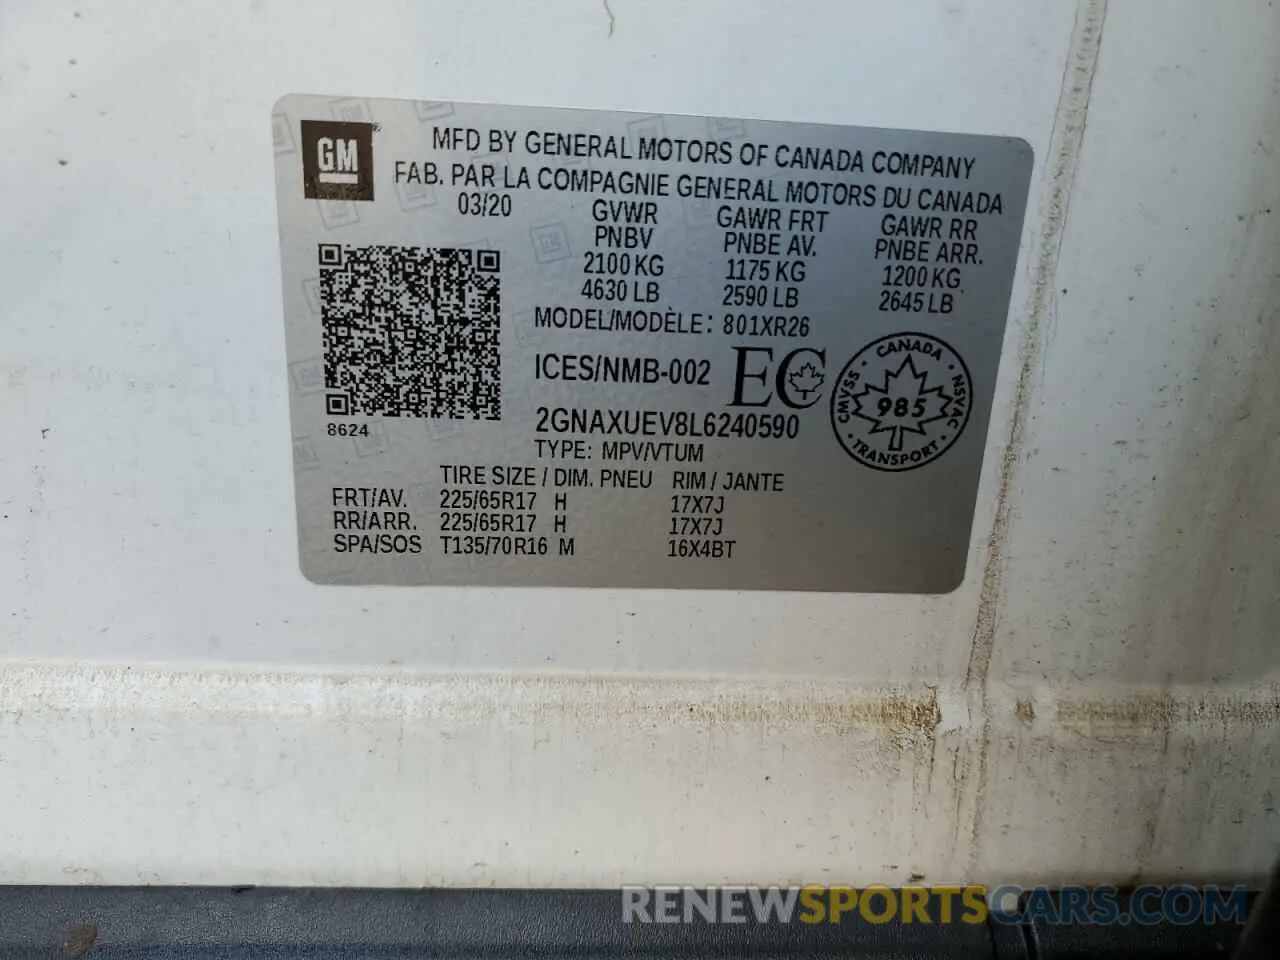 GM
MFD BY GENERAL MOTORS OF CANADA COMPANY
FAB. PAR LA COMPAGNIE GENERAL MOTORS DU CANADA
03/20 GVWR GAWR FRT GAWR RR
PNBV PNBE AV. PNBE ARR.
2100KG 1175 KG 1200 KG
4630 LB 2590 LB 2645 LB
MODEL/MODÈLE: 801XR26
ICES/NMB-002 EC
CANADA
CMVSS 985 NSVAC
TRANSPORT
8624
2GNAXUEV8L6240590
TYPE: MPV/VTUM
TIRE SIZE / DIM. PNEU RIM / JANTE
FRT/AV. 225/65R17 H 17X7J
RR/ARR. 225/65R17 H 17X7J
SPA/SOS T135/70R16 M 16X4BT
RENEWSPORTSCARS.COM